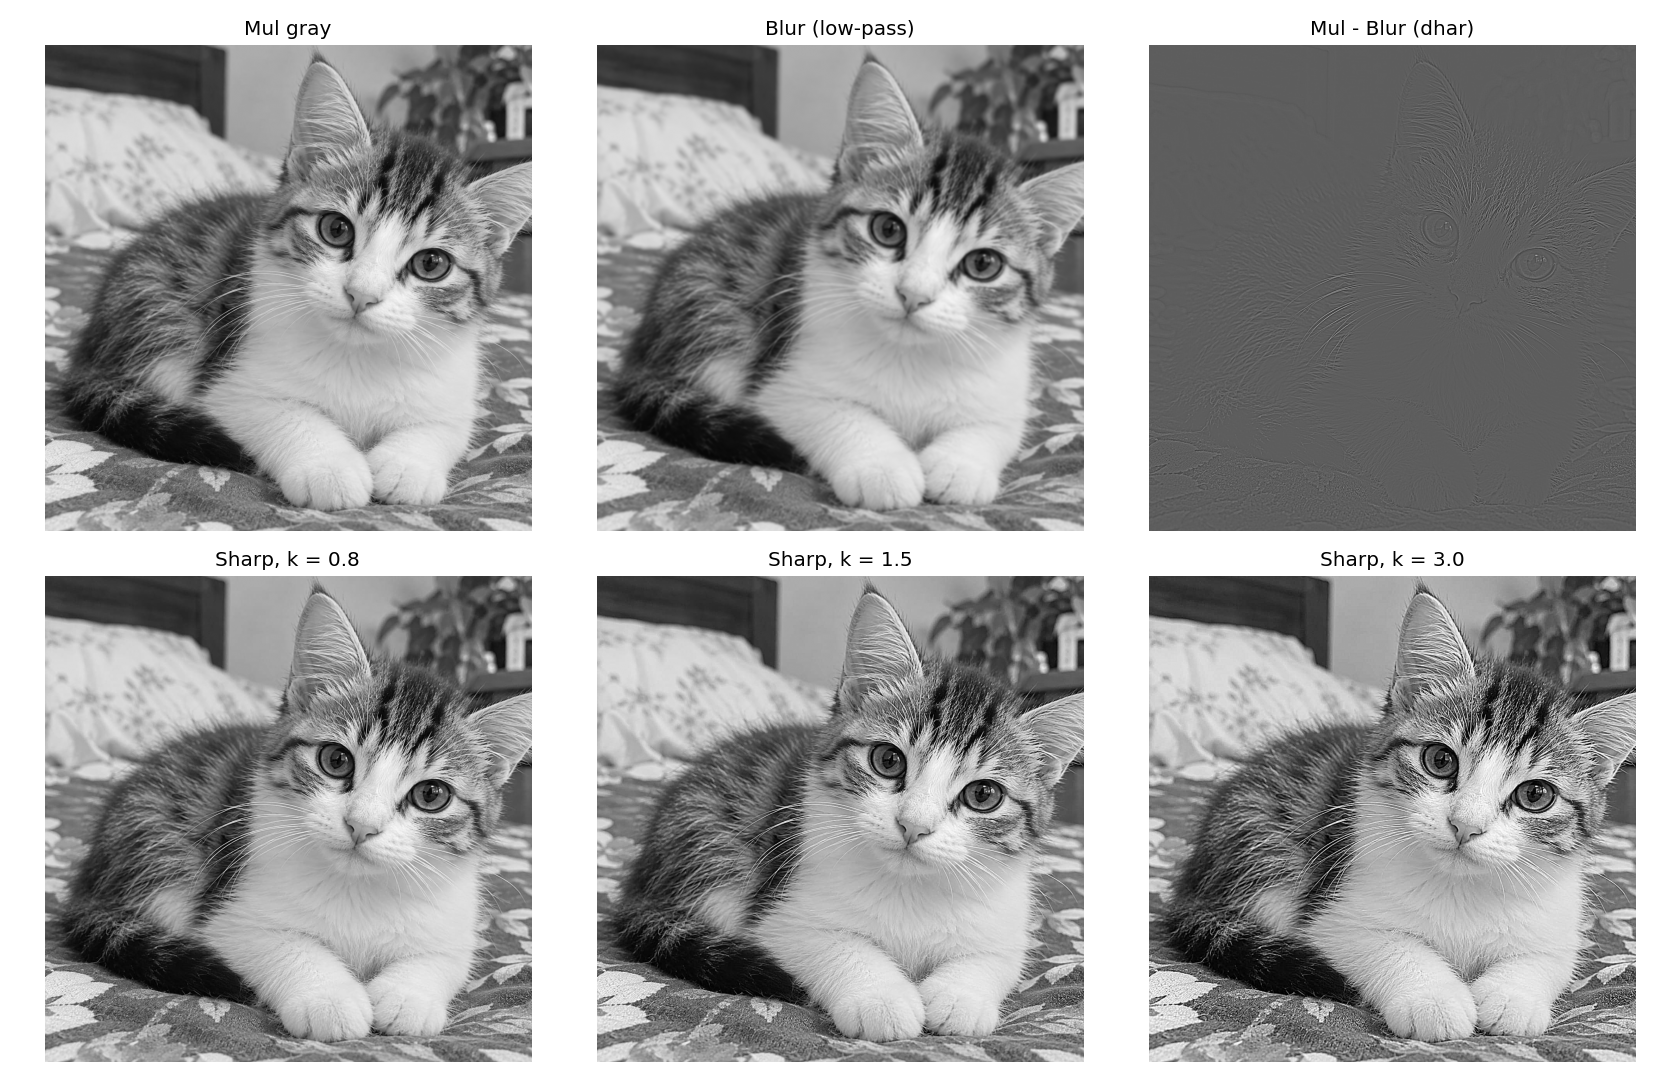 Mul gray
Blur (low-pass)
Mul - Blur (dhar)
Sharp, k = 0.8
Sharp, k = 1.5
Sharp, k = 3.0